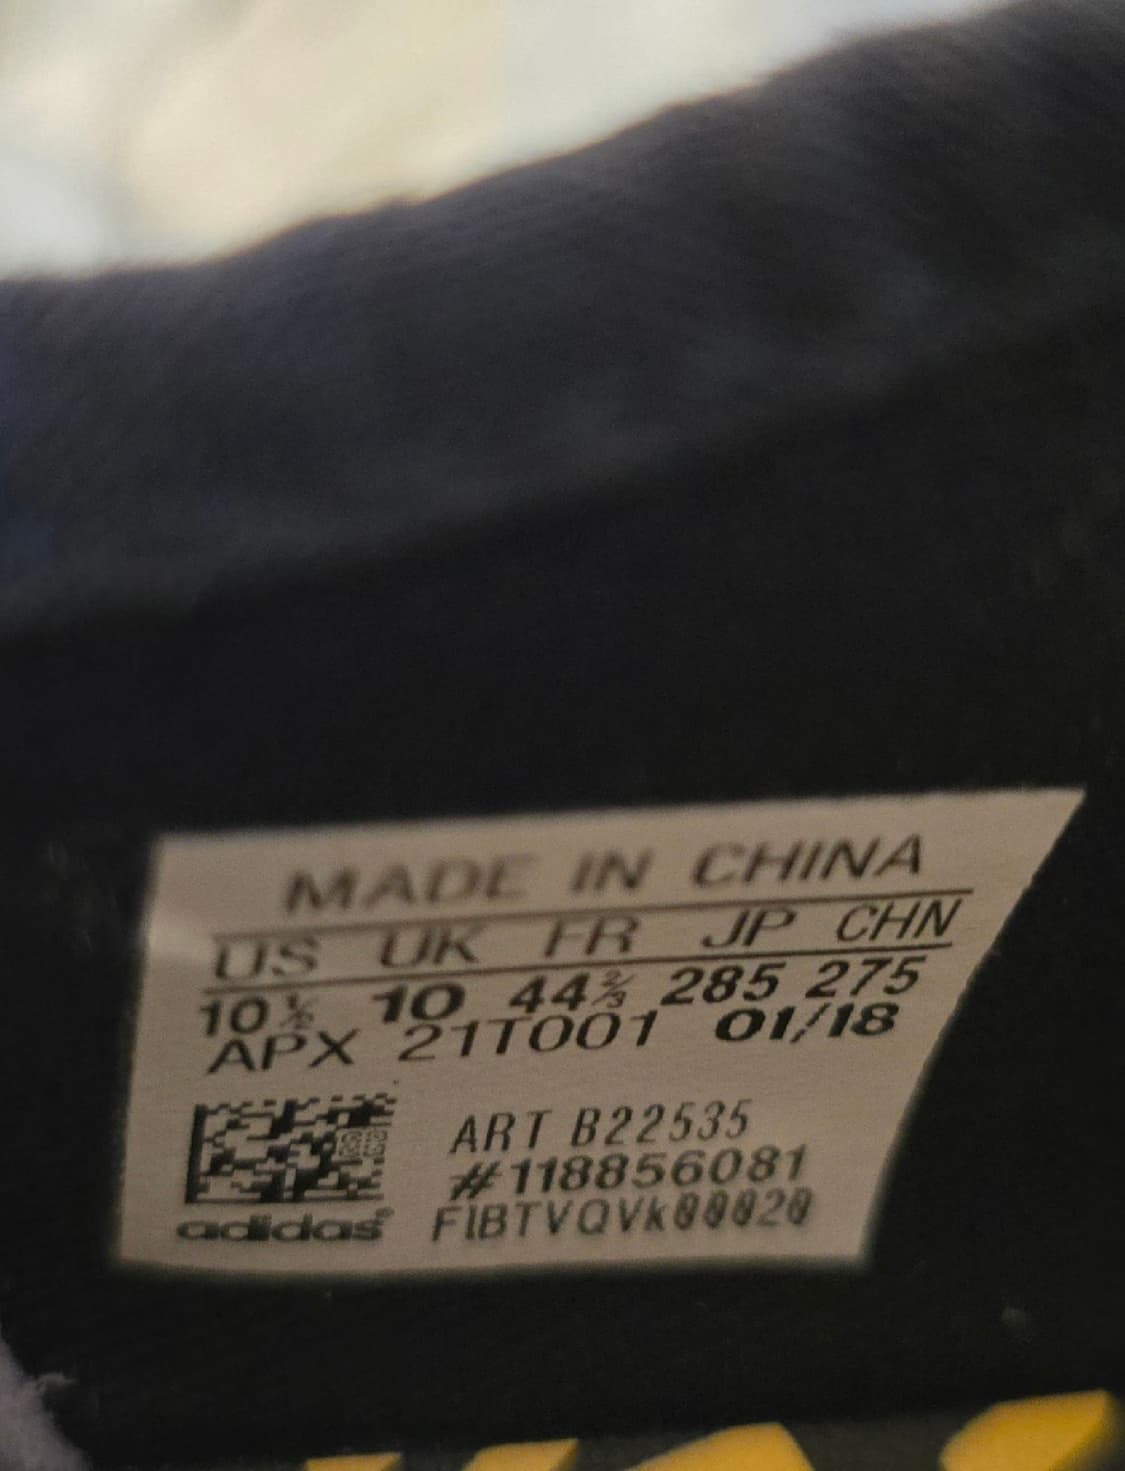 MADE IN CHINA
US UK FR JP CHN
10½ 10 44⅔ 285 275
APX 21T001 01/18
ART B22535
#118856081
FIBTVQVk00020
adidas®